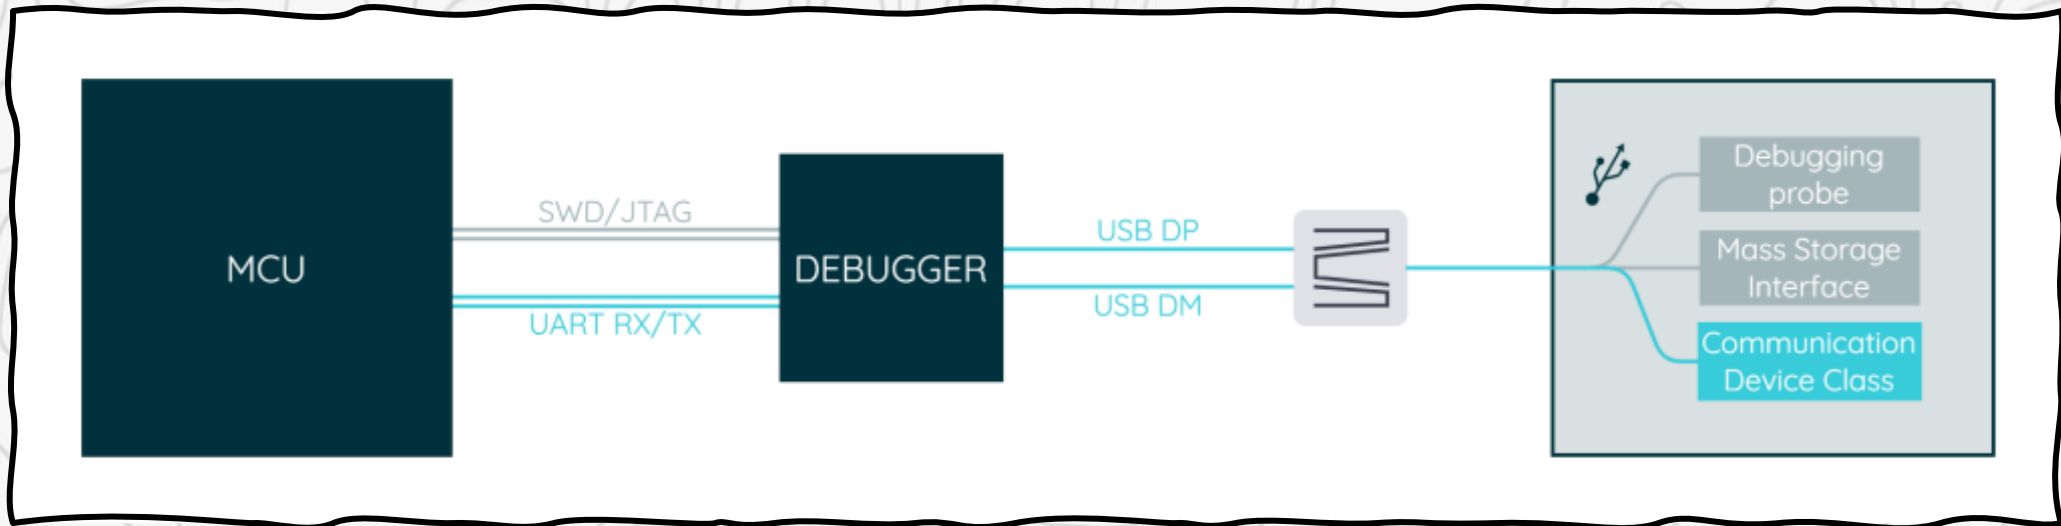 MCU
SWD/JTAG
UART RX/TX
DEBUGGER
USB DP
USB DM
Debugging
probe
Mass Storage
Interface
Communication
Device Class